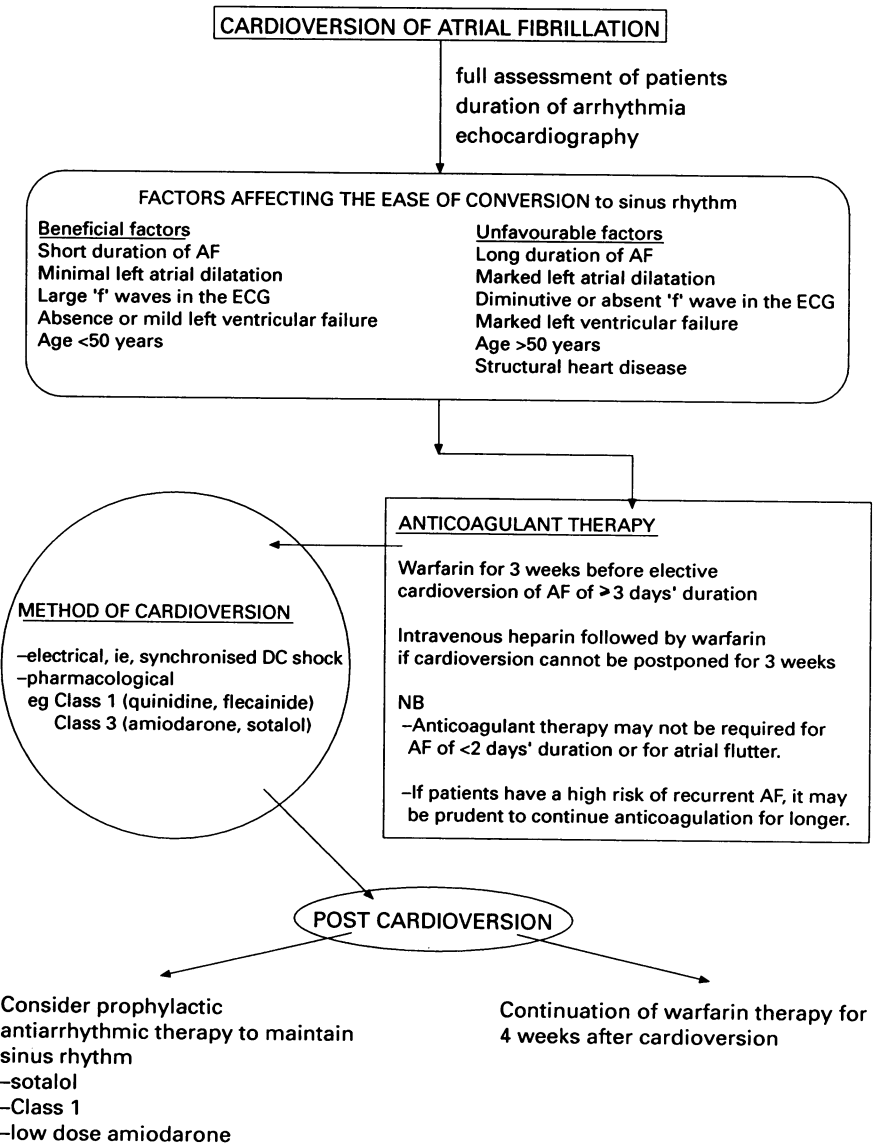 CARDIOVERSION OF ATRIAL FIBRILLATION
full assessment of patients
duration of arrhythmia
echocardiography
FACTORS AFFECTING THE EASE OF CONVERSION to sinus rhythm
Beneficial factors
Short duration of AF
Minimal left atrial dilatation
Large 'f' waves in the ECG
Absence or mild left ventricular failure
Age <50 years
Unfavourable factors
Long duration of AF
Marked left atrial dilatation
Diminutive or absent 'f' wave in the ECG
Marked left ventricular failure
Age >50 years
Structural heart disease
ANTICOAGULANT THERAPY
Warfarin for 3 weeks before elective
cardioversion of AF of ≥3 days' duration
Intravenous heparin followed by warfarin
if cardioversion cannot be postponed for 3 weeks
NB
–Anticoagulant therapy may not be required for
AF of <2 days' duration or for atrial flutter.
–If patients have a high risk of recurrent AF, it may
be prudent to continue anticoagulation for longer.
METHOD OF CARDIOVERSION
–electrical, ie, synchronised DC shock
–pharmacological
eg Class 1 (quinidine, flecainide)
Class 3 (amiodarone, sotalol)
POST CARDIOVERSION
Consider prophylactic
antiarrhythmic therapy to maintain
sinus rhythm
–sotalol
–Class 1
–low dose amiodarone
Continuation of warfarin therapy for
4 weeks after cardioversion